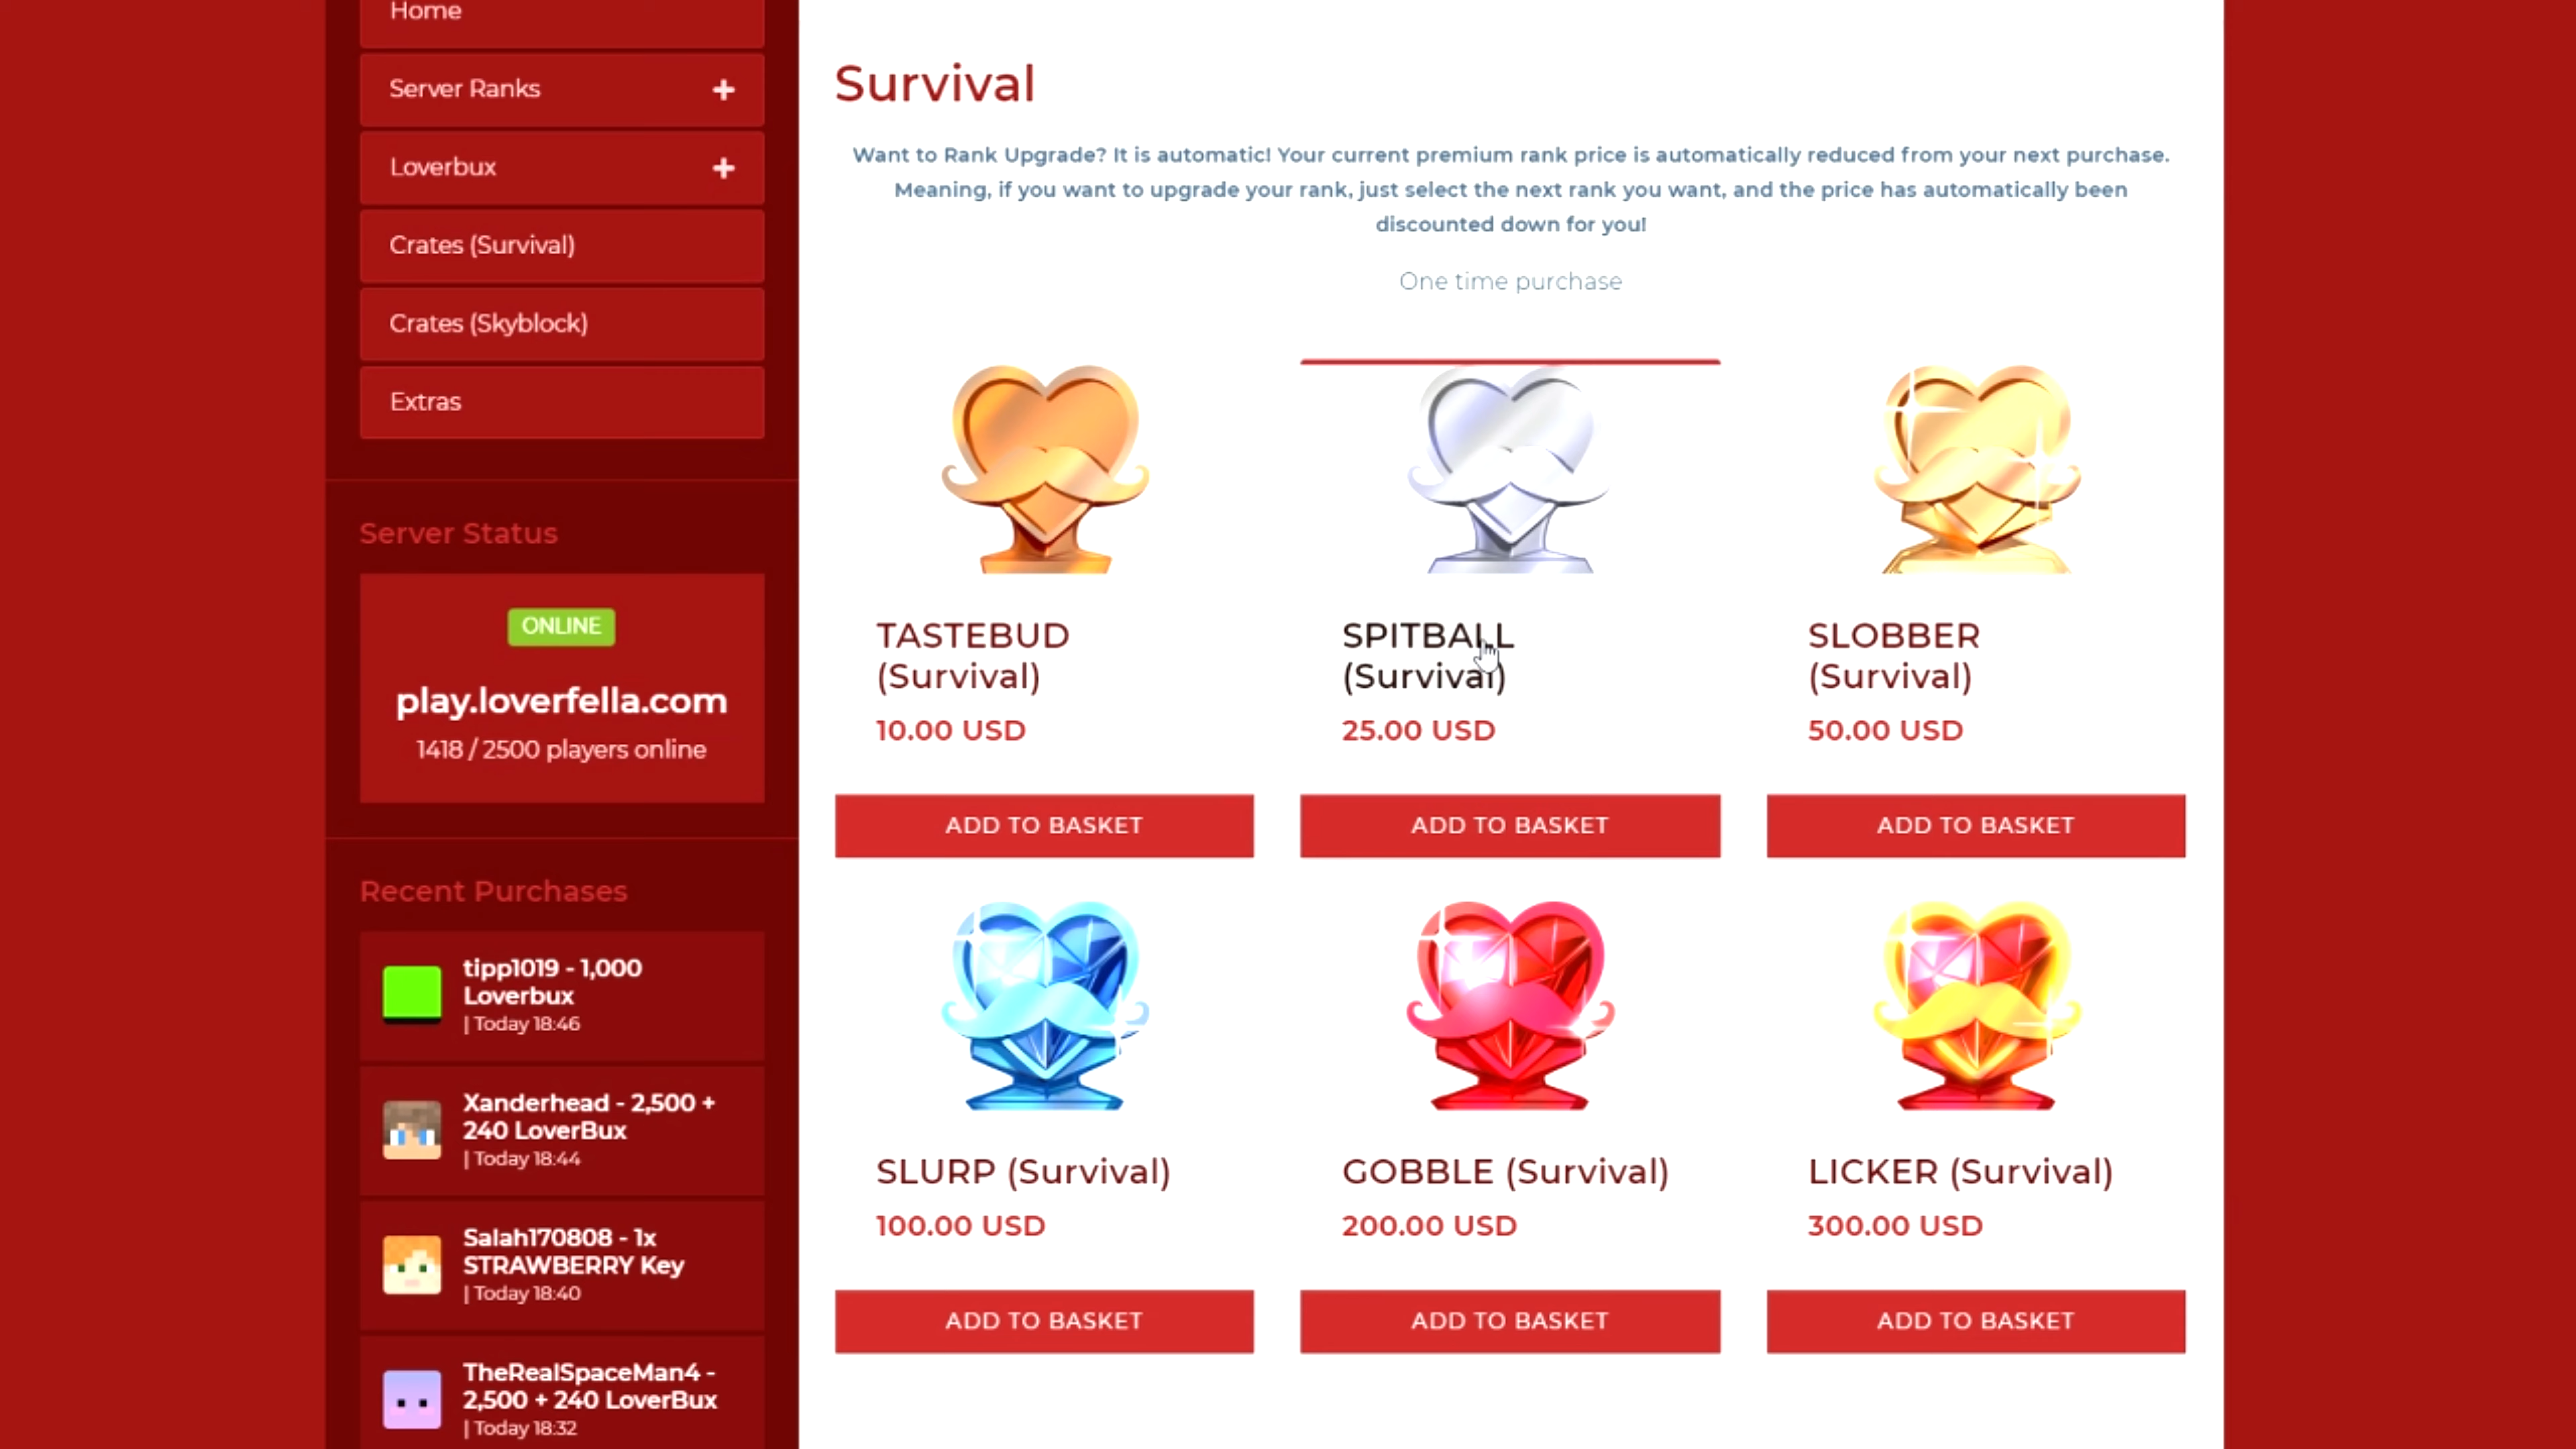 Home
Server Ranks
Loverbux
Crates (Survival)
Crates (Skyblock)
Extras
Server Status
ONLINE
play.loverfella.com
1418 / 2500 players online
Recent Purchases
tipp1019 - 1,000
Loverbux
| Today 18:46
Xanderhead - 2,500 +
240 LoverBux
| Today 18:44
Salah170808 - 1x
STRAWBERRY Key
| Today 18:40
TheRealSpaceMan4 -
2,500 + 240 LoverBux
| Today 18:32
Survival
Want to Rank Upgrade? It is automatic! Your current premium rank price is automatically reduced from your next purchase.
Meaning, if you want to upgrade your rank, just select the next rank you want, and the price has automatically been
discounted down for you!
One time purchase
TASTEBUD
(Survival)
10.00 USD
ADD TO BASKET
SPITBALL
(Survival)
25.00 USD
ADD TO BASKET
SLOBBER
(Survival)
50.00 USD
ADD TO BASKET
SLURP (Survival)
100.00 USD
ADD TO BASKET
GOBBLE (Survival)
200.00 USD
ADD TO BASKET
LICKER (Survival)
300.00 USD
ADD TO BASKET